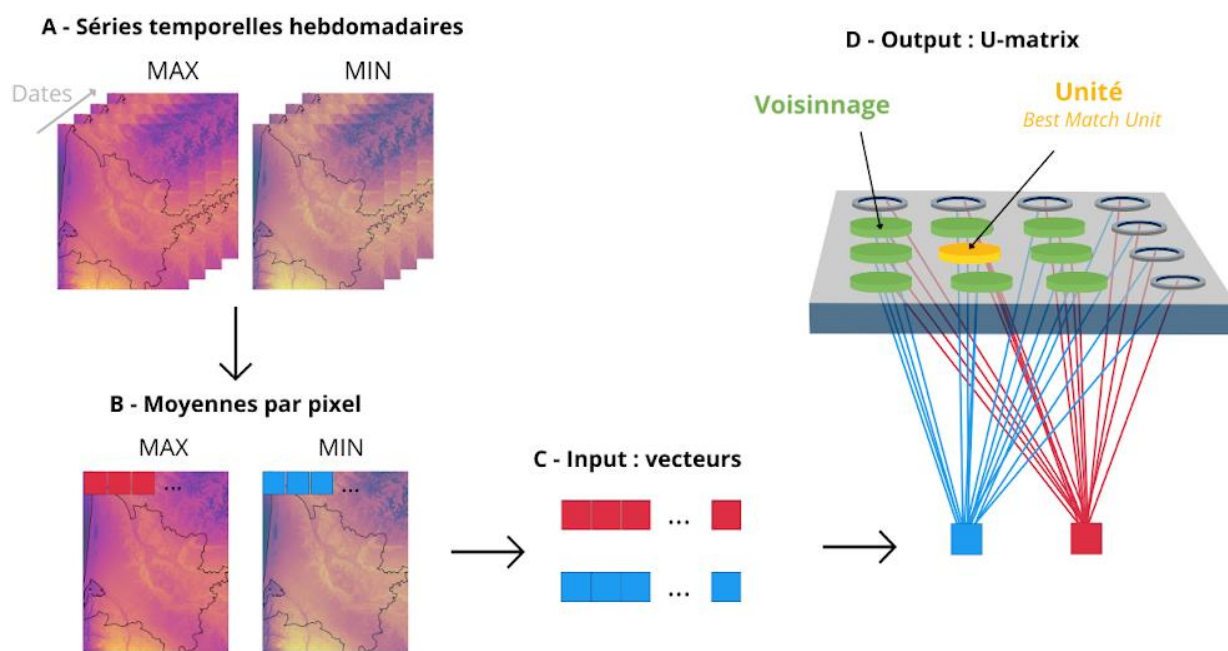 A - Séries temporelles hebdomadaires
MAX
MIN
Dates
B - Moyennes par pixel
MAX
MIN
...
...
C - Input : vecteurs
...
...
D - Output : U-matrix
Voisinnage
Unité
Best Match Unit